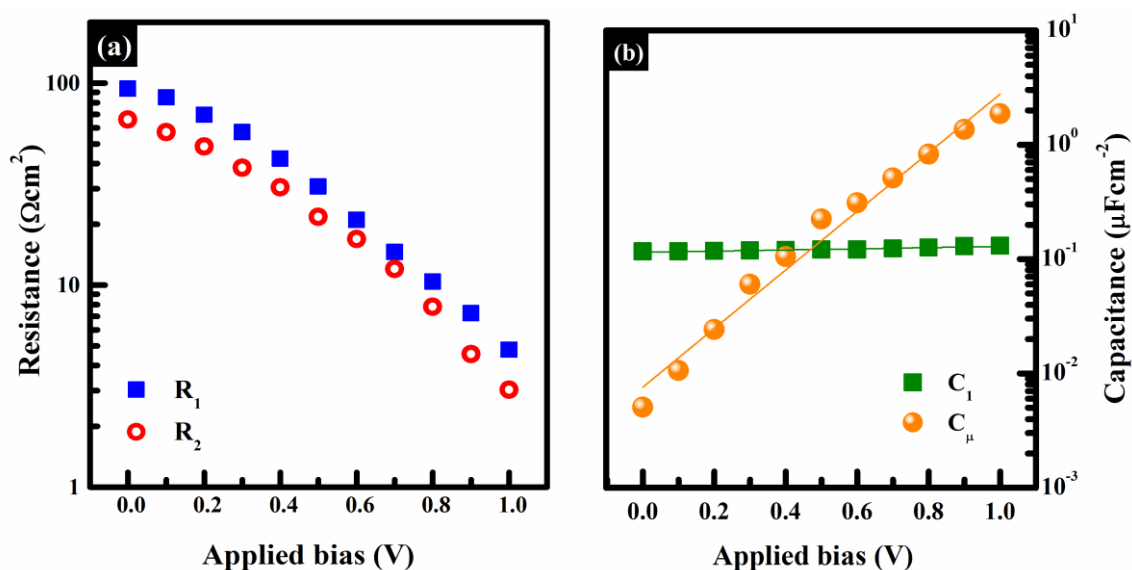 (a)
Resistance (Ωcm²)
100
10
1
R₁
R₂
0.0 0.2 0.4 0.6 0.8 1.0
Applied bias (V)
(b)
10¹
10⁰
10⁻¹
10⁻²
10⁻³
Capacitance (μFcm⁻²)
C₁
C_μ
0.0 0.2 0.4 0.6 0.8 1.0
Applied bias (V)